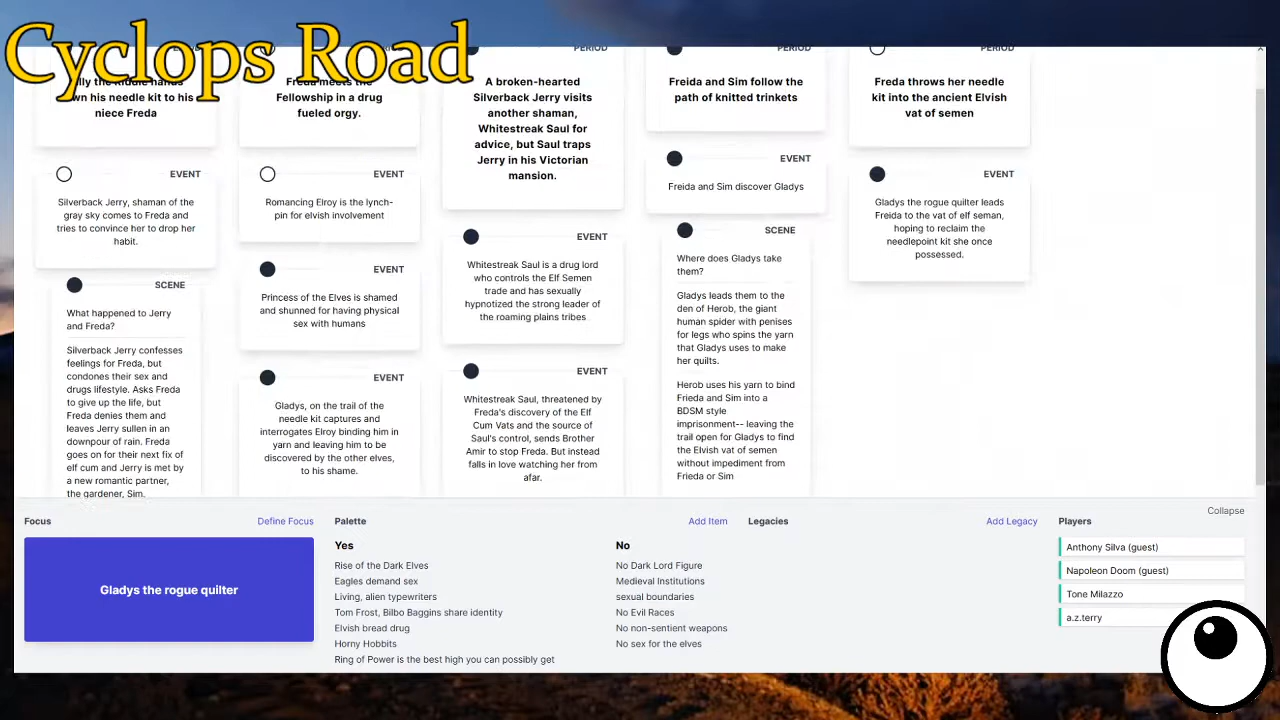 Cyclops Road
PERIOD
own his needle kit to his
niece Freda
EVENT
Silverback Jerry, shaman of the
gray sky comes to Freda and
tries to convince her to drop her
habit.
SCENE
What happened to Jerry
and Freda?
Silverback Jerry confesses
feelings for Freda, but
condones their sex and
drugs lifestyle. Asks Freda
to give up the life, but
Freda denies them and
leaves Jerry sullen in an
downpour of rain. Freda
goes on for their next fix of
elf cum and Jerry is met by
a new romantic partner,
the gardener, Sim.
Freda meets the
Fellowship in a drug
fueled orgy.
EVENT
Romancing Elroy is the lynch-
pin for elvish involvement
EVENT
Princess of the Elves is shamed
and shunned for having physical
sex with humans
EVENT
Gladys, on the trail of the
needle kit captures and
interrogates Elroy binding him in
yarn and leaving him to be
discovered by the other elves,
to his shame.
PERIOD
A broken-hearted
Silverback Jerry visits
another shaman,
Whitestreak Saul for
advice, but Saul traps
Jerry in his Victorian
mansion.
EVENT
Whitestreak Saul is a drug lord
who controls the Elf Semen
trade and has sexually
hypnotized the strong leader of
the roaming plains tribes
EVENT
Whitestreak Saul, threatened by
Freda's discovery of the Elf
Cum Vats and the source of
Saul's control, sends Brother
Amir to stop Freda. But instead
falls in love watching her from
afar.
PERIOD
Freida and Sim follow the
path of knitted trinkets
EVENT
Freida and Sim discover Gladys
SCENE
Where does Gladys take
them?
Gladys leads them to the
den of Herob, the giant
human spider with penises
for legs who spins the yarn
that Gladys uses to make
her quilts.
Herob uses his yarn to bind
Frieda and Sim into a
BDSM style
imprisonment-- leaving the
trail open for Gladys to find
the Elvish vat of semen
without impediment from
Frieda or Sim
PERIOD
Freda throws her needle
kit into the ancient Elvish
vat of semen
EVENT
Gladys the rogue quilter leads
Freida to the vat of elf seman,
hoping to reclaim the
needlepoint kit she once
possessed.
Collapse
Focus
Define Focus
Gladys the rogue quilter
Palette
Add Item
Yes
Rise of the Dark Elves
Eagles demand sex
Living, alien typewriters
Tom Frost, Bilbo Baggins share identity
Elvish bread drug
Horny Hobbits
Ring of Power is the best high you can possibly get
No
No Dark Lord Figure
Medieval Institutions
sexual boundaries
No Evil Races
No non-sentient weapons
No sex for the elves
Legacies
Add Legacy
Players
Anthony Silva (guest)
Napoleon Doom (guest)
Tone Milazzo
a.z.terry